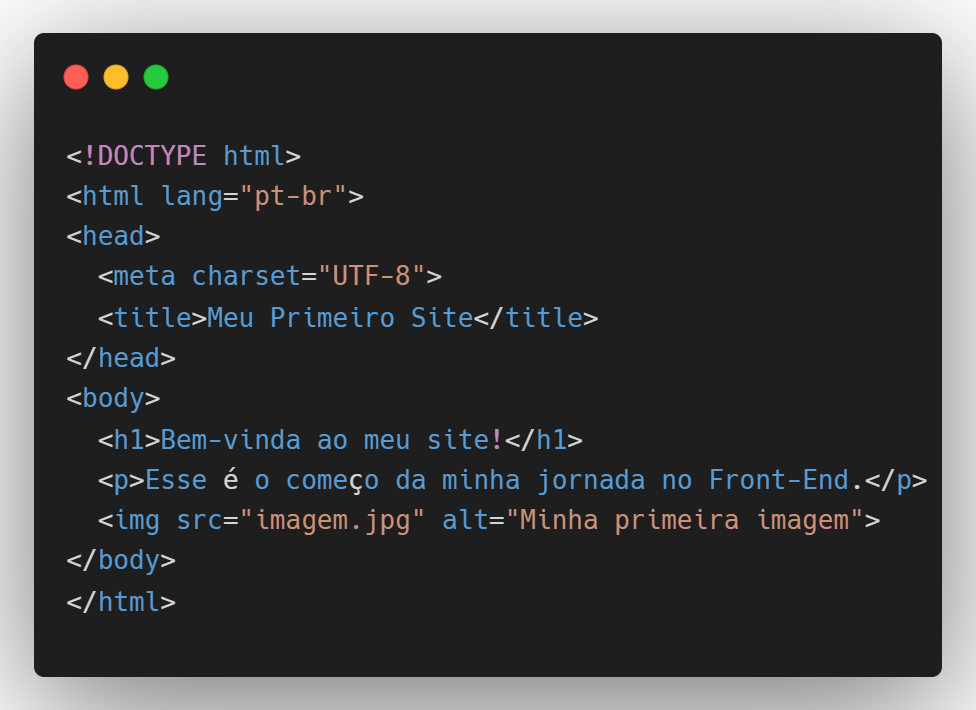 <!DOCTYPE html>
<html lang="pt-br">
<head>
  <meta charset="UTF-8">
  <title>Meu Primeiro Site</title>
</head>
<body>
  <h1>Bem-vinda ao meu site!</h1>
  <p>Esse é o começo da minha jornada no Front-End.</p>
  <img src="imagem.jpg" alt="Minha primeira imagem">
</body>
</html>